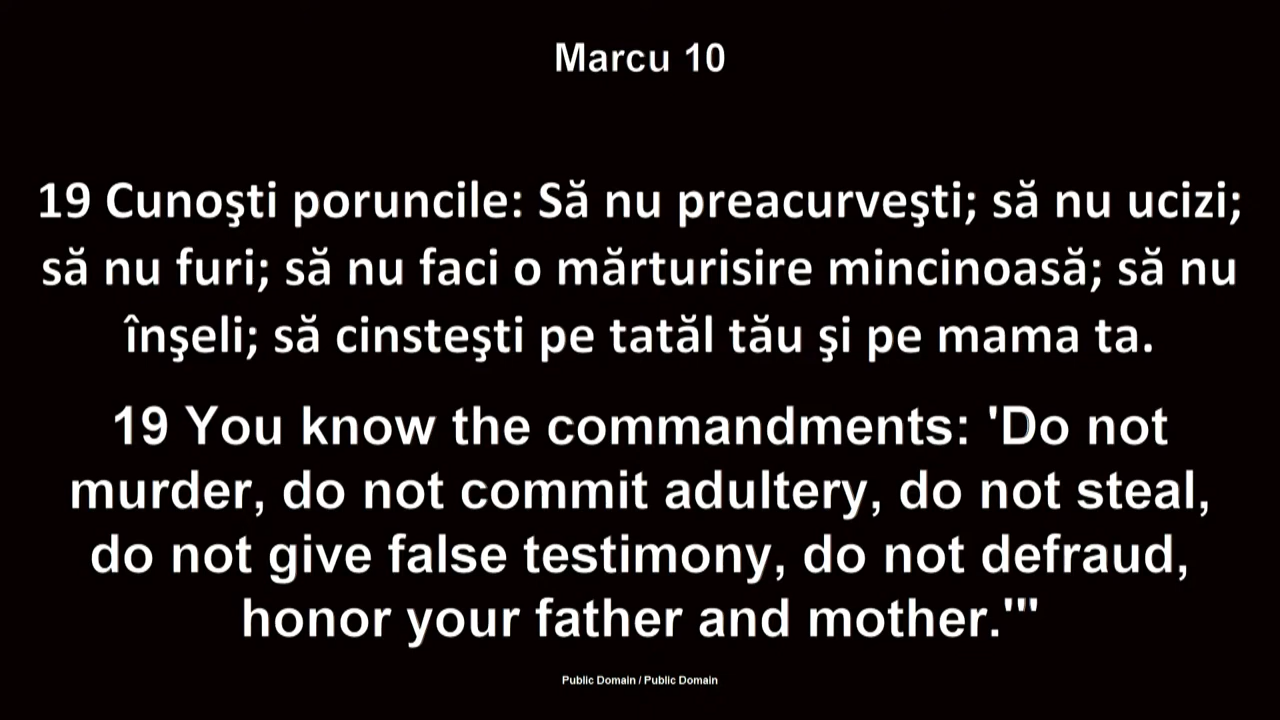 Marcu 10
19 Cunoşti poruncile: Să nu preacurveşti; să nu ucizi;
să nu furi; să nu faci o mărturisire mincinoasă; să nu
înşeli; să cinsteşti pe tatăl tău şi pe mama ta.
19 You know the commandments: 'Do not
murder, do not commit adultery, do not steal,
do not give false testimony, do not defraud,
honor your father and mother.'"
Public Domain / Public Domain